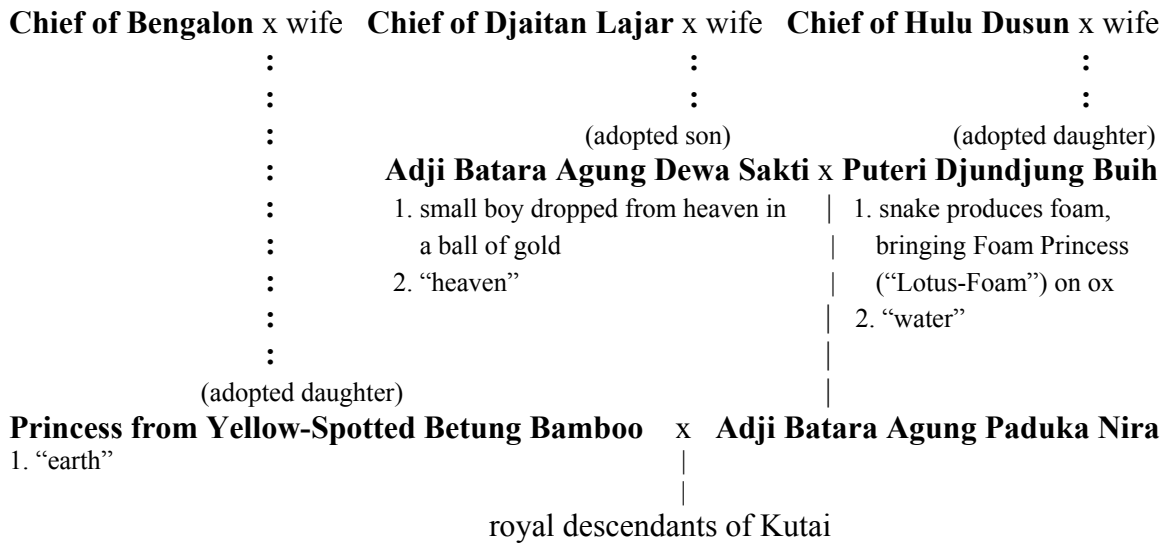 Chief of Bengalon x wife Chief of Djaitan Lajar x wife Chief of Hulu Dusun x wife
: : :
: : :
: (adopted son) (adopted daughter)
: Adji Batara Agung Dewa Sakti x Puteri Djundjung Buih
: 1. small boy dropped from heaven in | 1. snake produces foam,
: a ball of gold | bringing Foam Princess
: 2. “heaven” | (“Lotus-Foam”) on ox
: | 2. “water”
: |
(adopted daughter) |
Princess from Yellow-Spotted Betung Bamboo x Adji Batara Agung Paduka Nira
1. “earth” |
|
royal descendants of Kutai